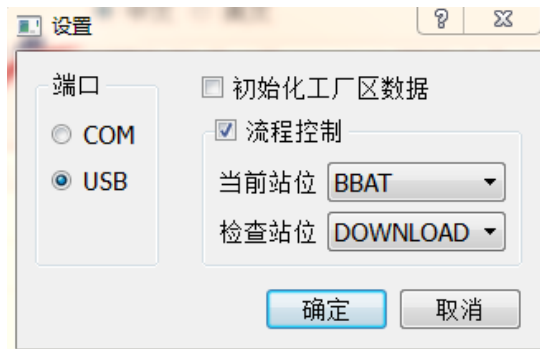 设置
端口
COM
USB
初始化工厂区数据
流程控制
当前站位 BBAT
检查站位 DOWNLOAD
确定 取消